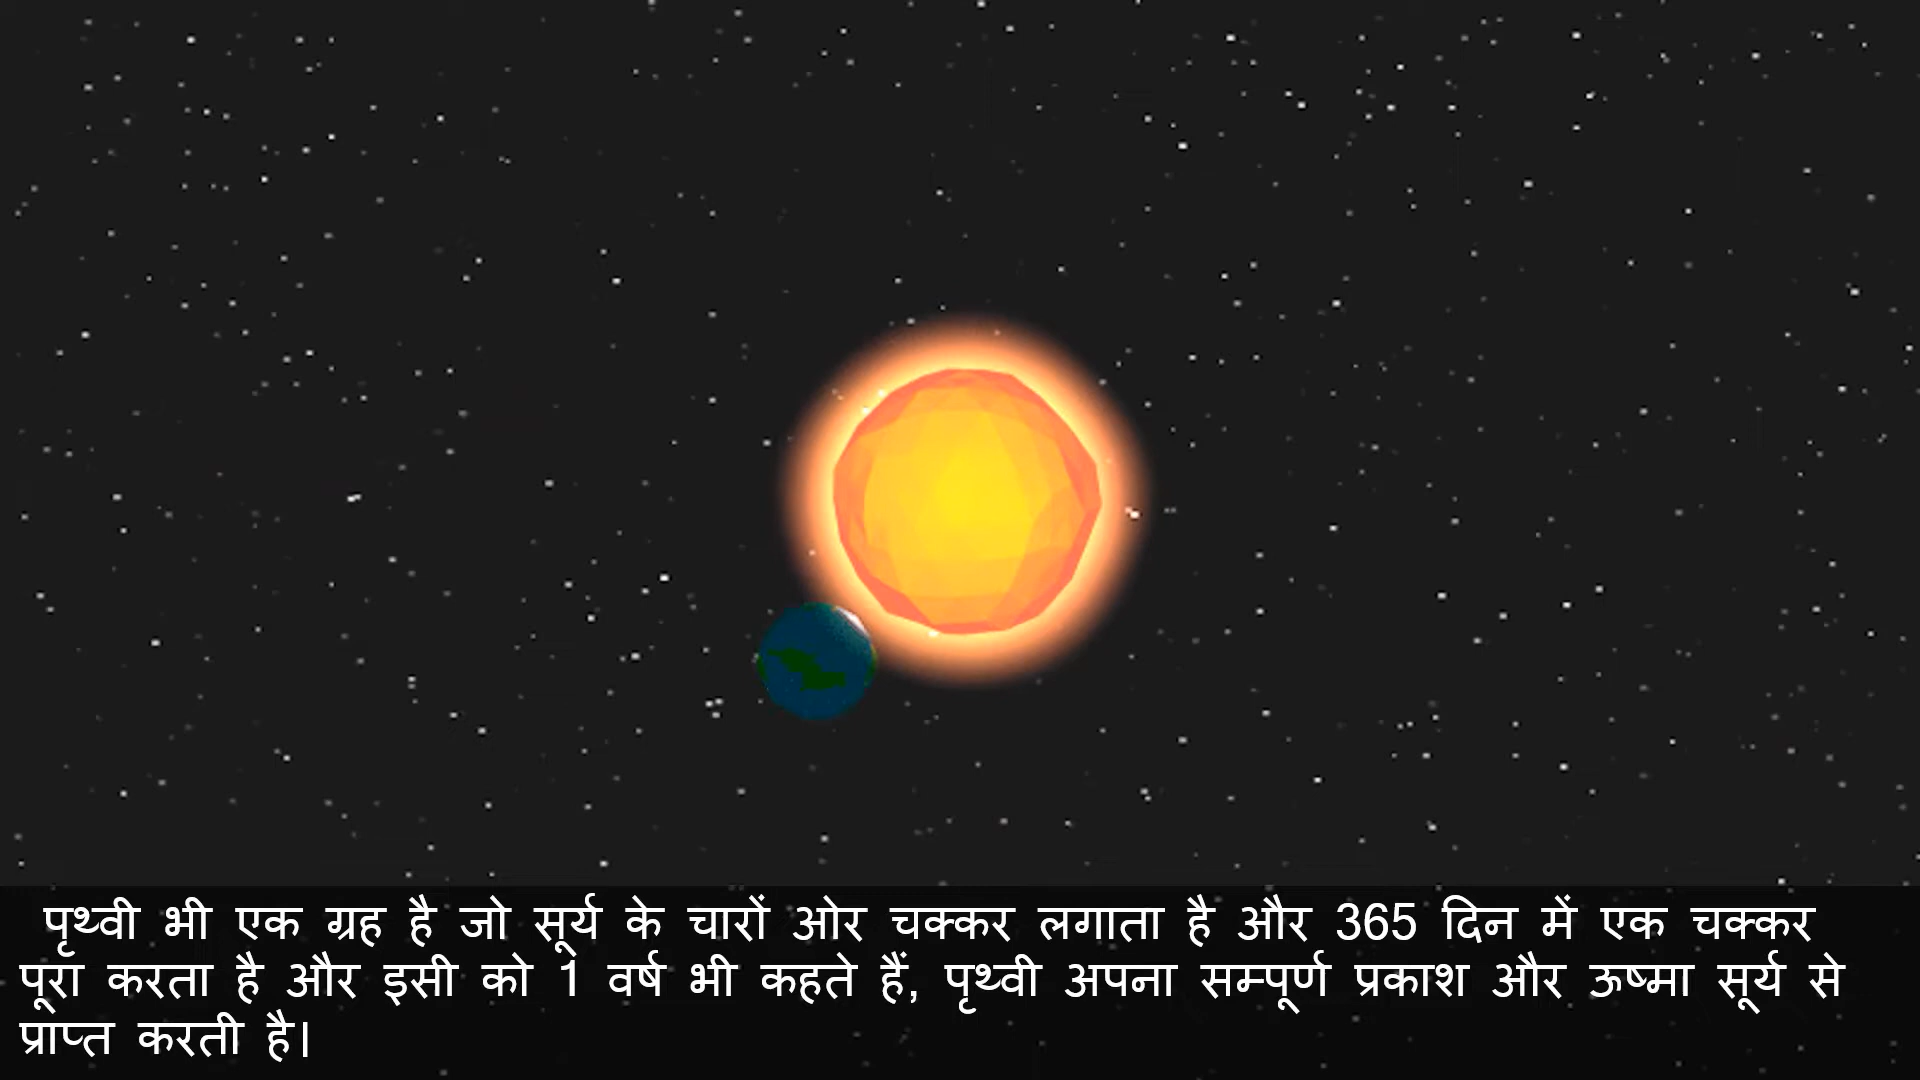 पृथ्वी भी एक ग्रह है जो सूर्य के चारों ओर चक्कर लगाता है और 365 दिन में एक चक्कर
पूरा करता है और इसी को 1 वर्ष भी कहते हैं, पृथ्वी अपना सम्पूर्ण प्रकाश और ऊष्मा सूर्य से
प्राप्त करती है।